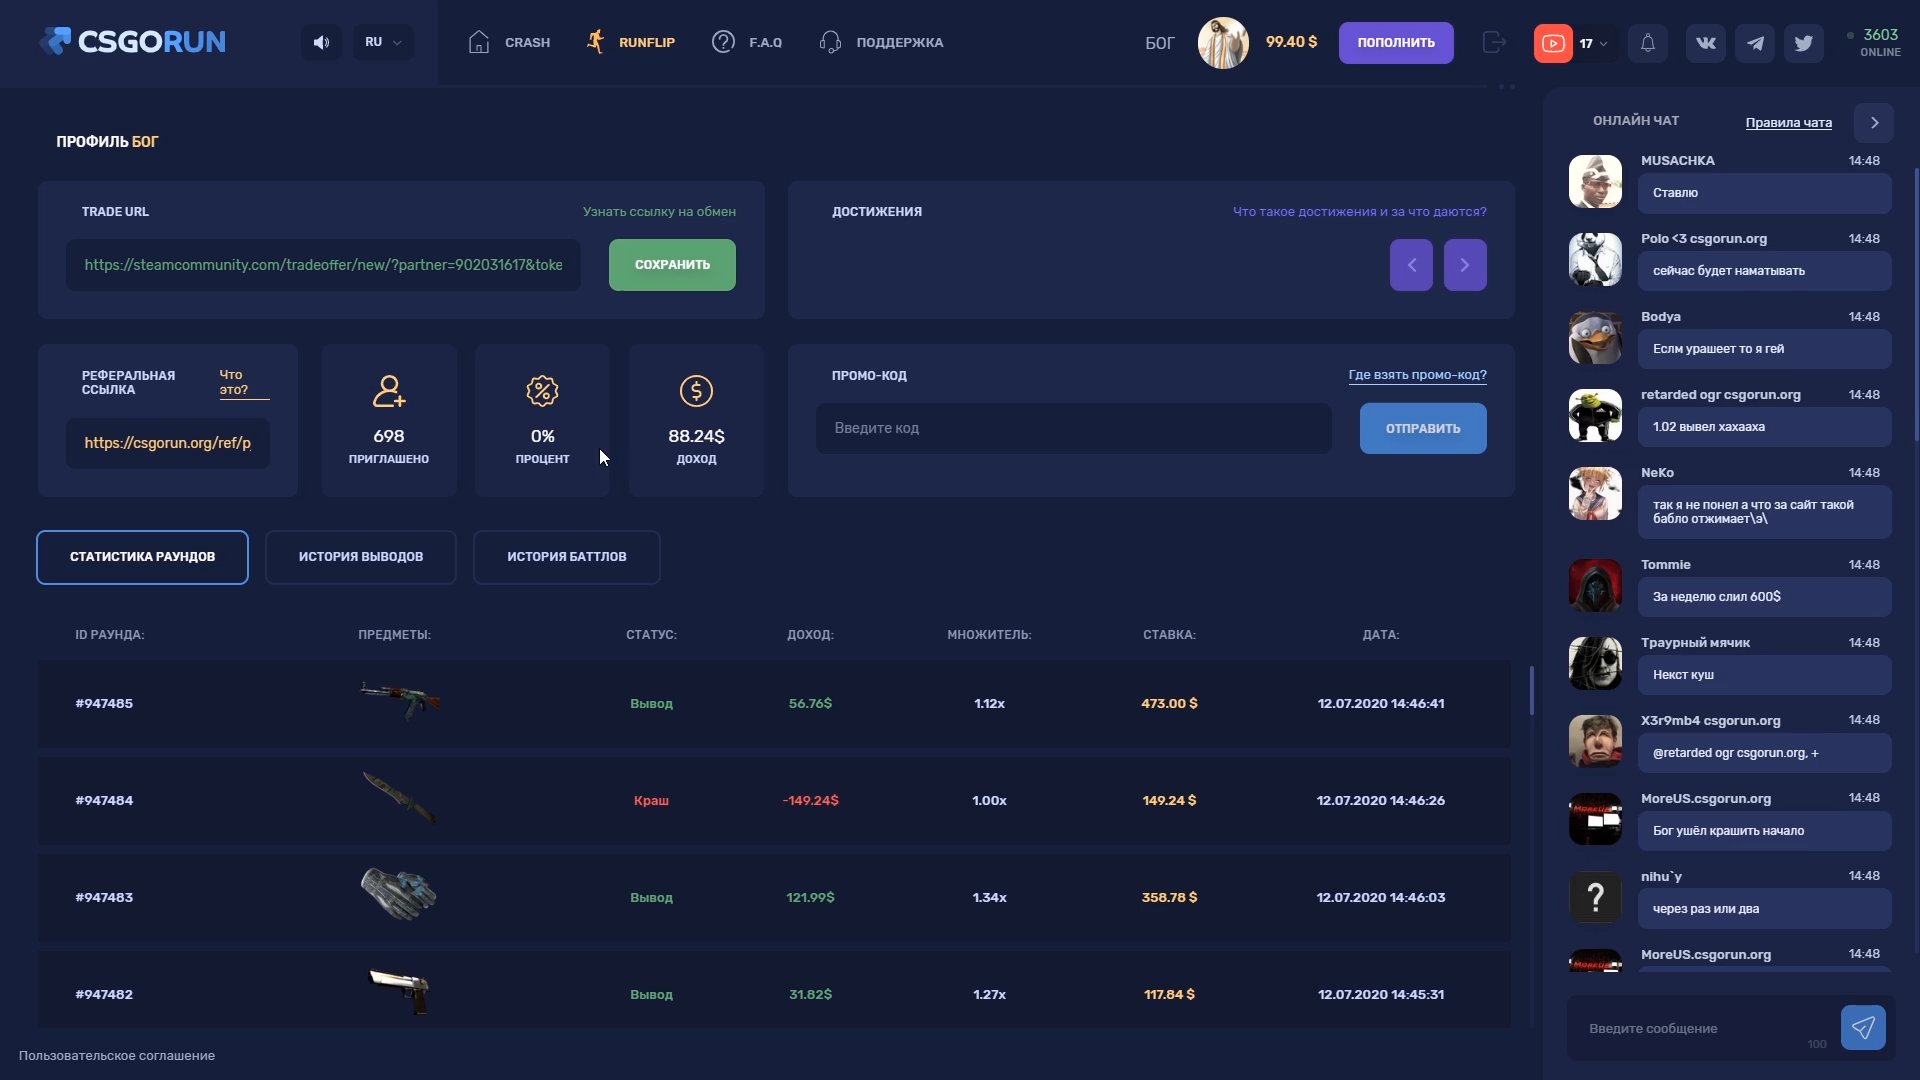 CSGORUN
RU
CRASH
RUNFLIP
F.A.Q
ПОДДЕРЖКА
БОГ
99.40 $
ПОПОЛНИТЬ
17
3603
ONLINE
ПРОФИЛЬ БОГ
TRADE URL
Узнать ссылку на обмен
https://steamcommunity.com/tradeoffer/new/?partner=902031617&toke
СОХРАНИТЬ
ДОСТИЖЕНИЯ
Что такое достижения и за что даются?
РЕФЕРАЛЬНАЯ
ССЫЛКА
Что
это?
https://csgorun.org/ref/p
698
ПРИГЛАШЕНО
0%
ПРОЦЕНТ
88.24$
ДОХОД
ПРОМО-КОД
Где взять промо-код?
Введите код
ОТПРАВИТЬ
СТАТИСТИКА РАУНДОВ
ИСТОРИЯ ВЫВОДОВ
ИСТОРИЯ БАТТЛОВ
ID РАУНДА: ПРЕДМЕТЫ: СТАТУС: ДОХОД: МНОЖИТЕЛЬ: СТАВКА: ДАТА:
#947485 Вывод 56.76$ 1.12x 473.00 $ 12.07.2020 14:46:41
#947484 Краш -149.24$ 1.00x 149.24 $ 12.07.2020 14:46:26
#947483 Вывод 121.99$ 1.34x 358.78 $ 12.07.2020 14:46:03
#947482 Вывод 31.82$ 1.27x 117.84 $ 12.07.2020 14:45:31
Пользовательское соглашение
ОНЛАЙН ЧАТ
Правила чата
MUSACHKA 14:48
Ставлю
Polo <3 csgorun.org 14:48
сейчас будет наматывать
Bodya 14:48
Еслм урашеет то я гей
retarded ogr csgorun.org 14:48
1.02 вывел хахааха
NeKo 14:48
так я не понел а что за сайт такой
бабло отжимает\э\
Tommie 14:48
За неделю слил 600$
Траурный мячик 14:48
Некст куш
X3r9mb4 csgorun.org 14:48
@retarded ogr csgorun.org, +
MoreUS.csgorun.org 14:48
Бог ушёл крашить начало
nihu`y 14:48
через раз или два
MoreUS.csgorun.org 14:48
Введите сообщение
100